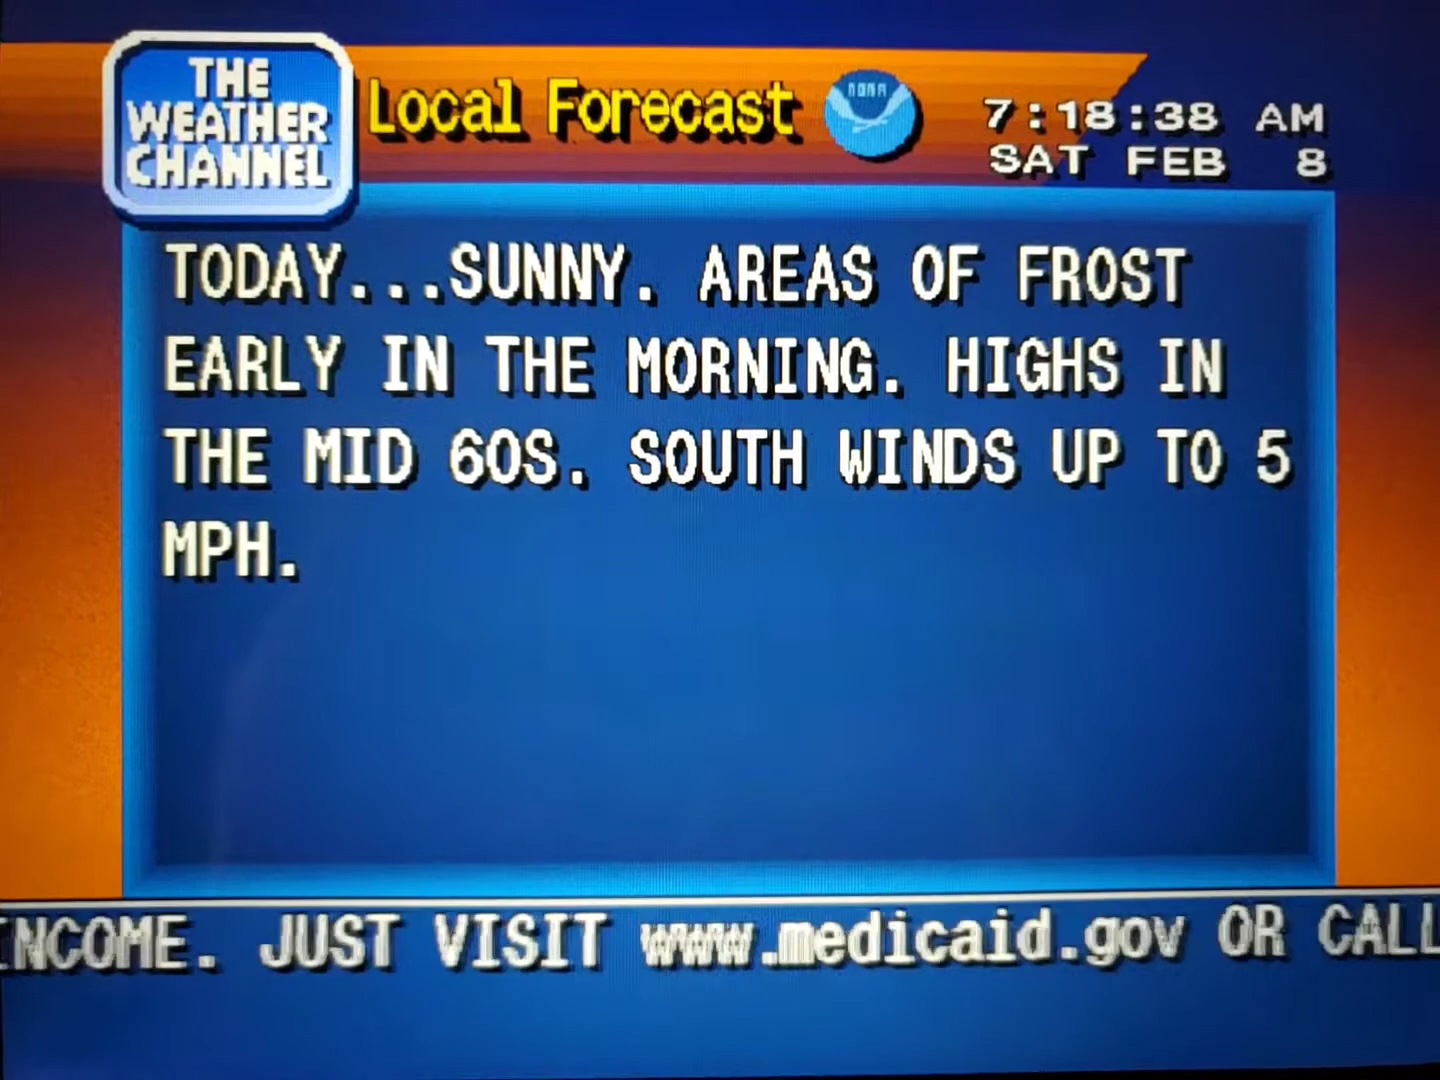 THE
WEATHER
CHANNEL
Local Forecast
NOAA
7:18:38 AM
SAT FEB 8
TODAY...SUNNY. AREAS OF FROST
EARLY IN THE MORNING. HIGHS IN
THE MID 60S. SOUTH WINDS UP TO 5
MPH.
INCOME. JUST VISIT www.medicaid.gov OR CALL